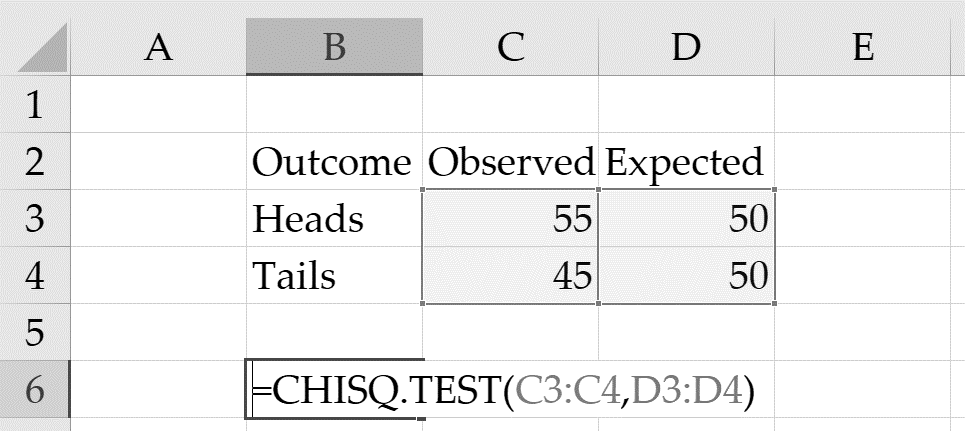 A B C D E
1
2 Outcome Observed Expected
3 Heads 55 50
4 Tails 45 50
5
6 =CHISQ.TEST(C3:C4,D3:D4)